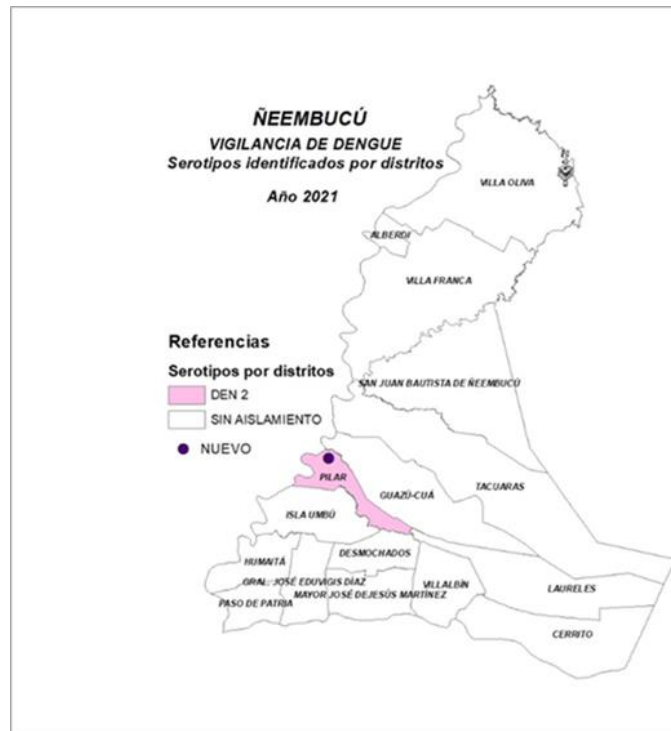 ÑEEMBUCÚ
VIGILANCIA DE DENGUE
Serotipos identificados por distritos
Año 2021
VILLA OLIVA
ALBERDI
VILLA FRANCA
Referencias
Serotipos por distritos
DEN 2
SIN AISLAMIENTO
NUEVO
SAN JUAN BAUTISTA DE ÑEEMBUCÚ
PILAR
GUAZÚ-CUÁ
TACUARAS
ISLA UMBÚ
DESMOCHADOS
HUMAITÁ
GRAL. JOSÉ EDUVIGIS DÍAZ
VILLALBÍN
LAURELES
PASO DE PATRIA
MAYOR JOSÉ DEJESÚS MARTÍNEZ
CERRITO